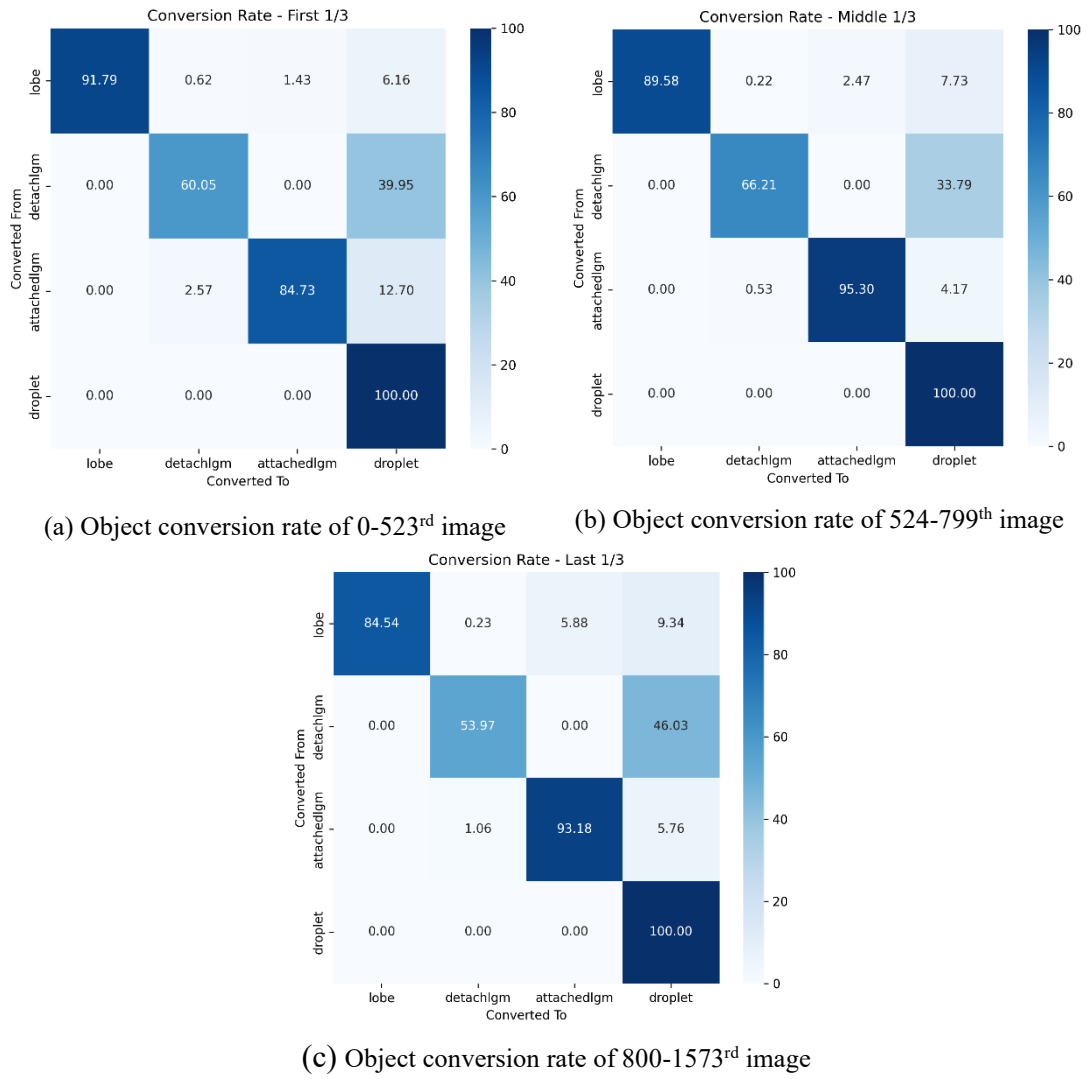 Conversion Rate - First 1/3
100
80
60
40
20
0
Converted From
lobe
91.79 0.62 1.43 6.16
detachlgm
0.00 60.05 0.00 39.95
attachedlgm
0.00 2.57 84.73 12.70
droplet
0.00 0.00 0.00 100.00
lobe detachlgm attachedlgm droplet
Converted To
(a) Object conversion rate of 0-523rd image
Conversion Rate - Middle 1/3
100
80
60
40
20
0
Converted From
lobe
89.58 0.22 2.47 7.73
detachlgm
0.00 66.21 0.00 33.79
attachedlgm
0.00 0.53 95.30 4.17
droplet
0.00 0.00 0.00 100.00
lobe detachlgm attachedlgm droplet
Converted To
(b) Object conversion rate of 524-799th image
Conversion Rate - Last 1/3
100
80
60
40
20
0
Converted From
lobe
84.54 0.23 5.88 9.34
detachlgm
0.00 53.97 0.00 46.03
attachedlgm
0.00 1.06 93.18 5.76
droplet
0.00 0.00 0.00 100.00
lobe detachlgm attachedlgm droplet
Converted To
(c) Object conversion rate of 800-1573rd image